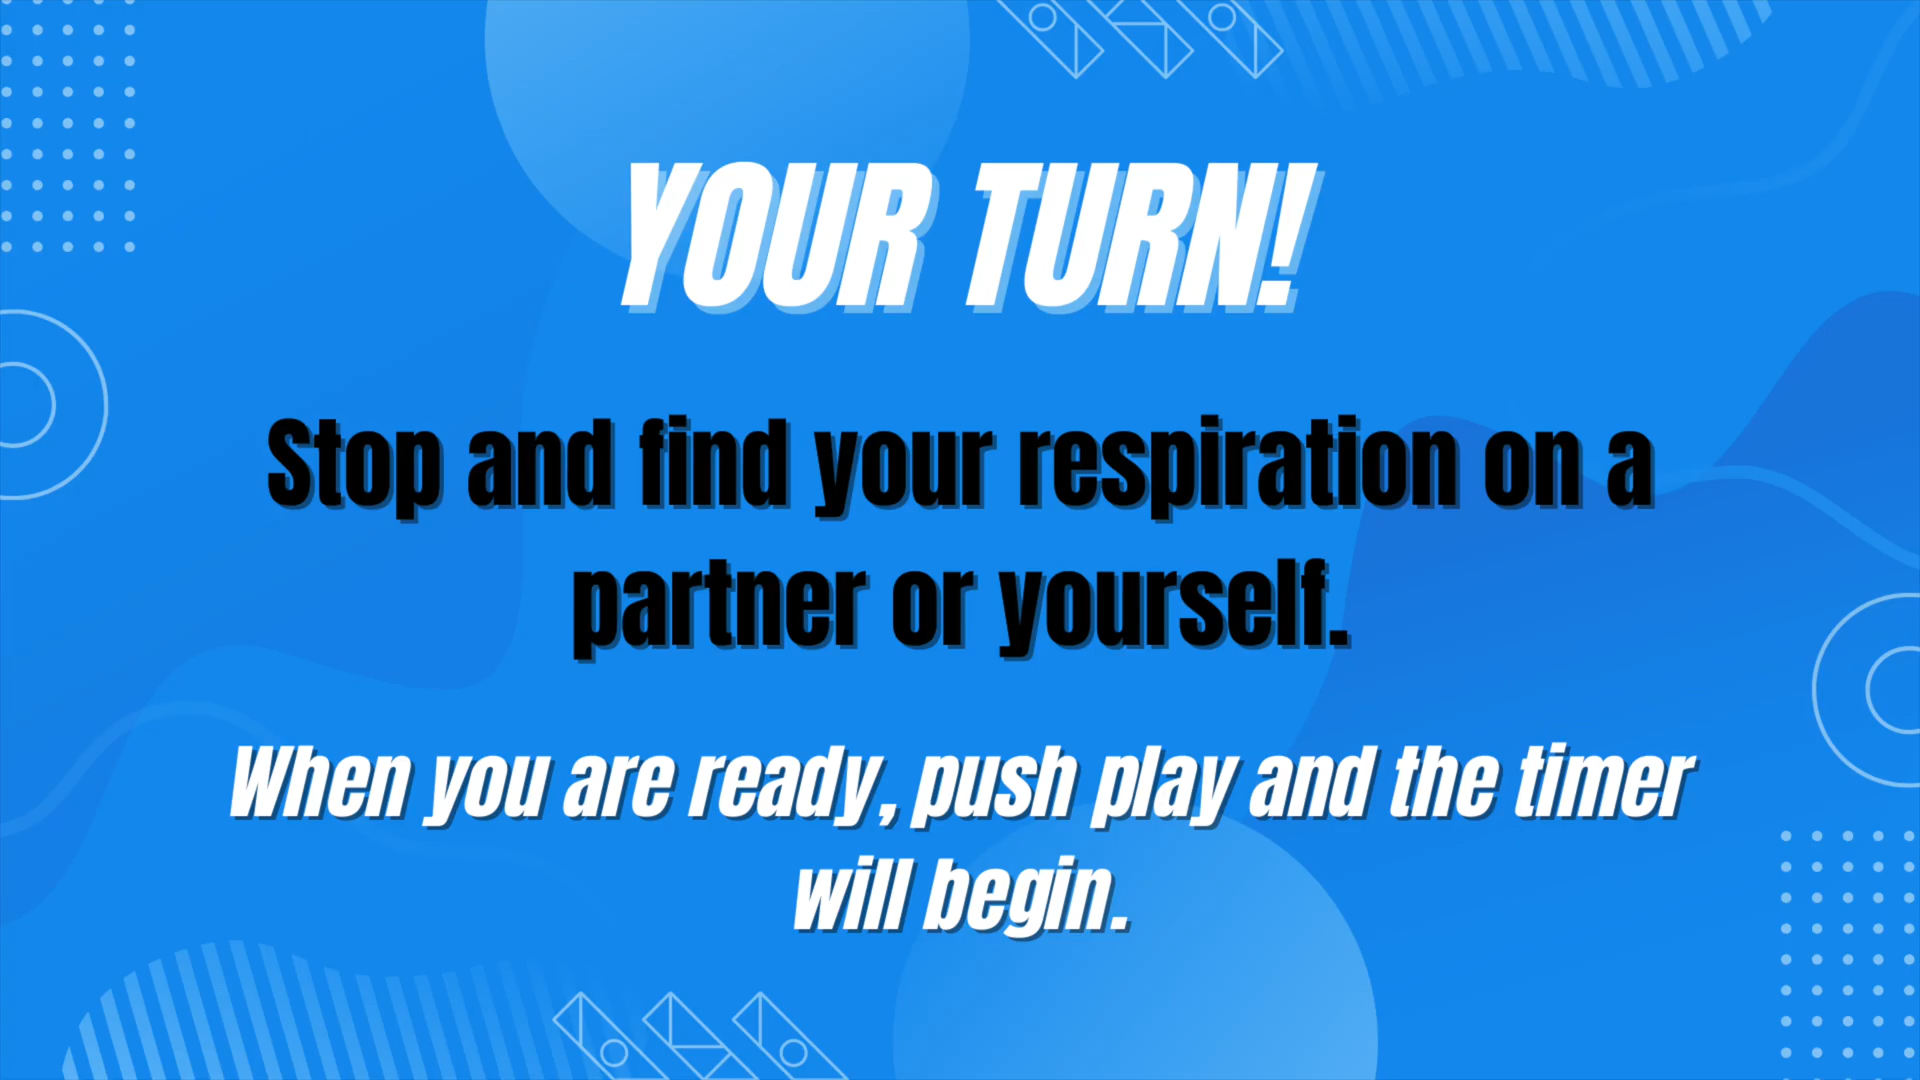 YOUR TURN!
Stop and find your respiration on a
partner or yourself.
When you are ready, push play and the timer
will begin.